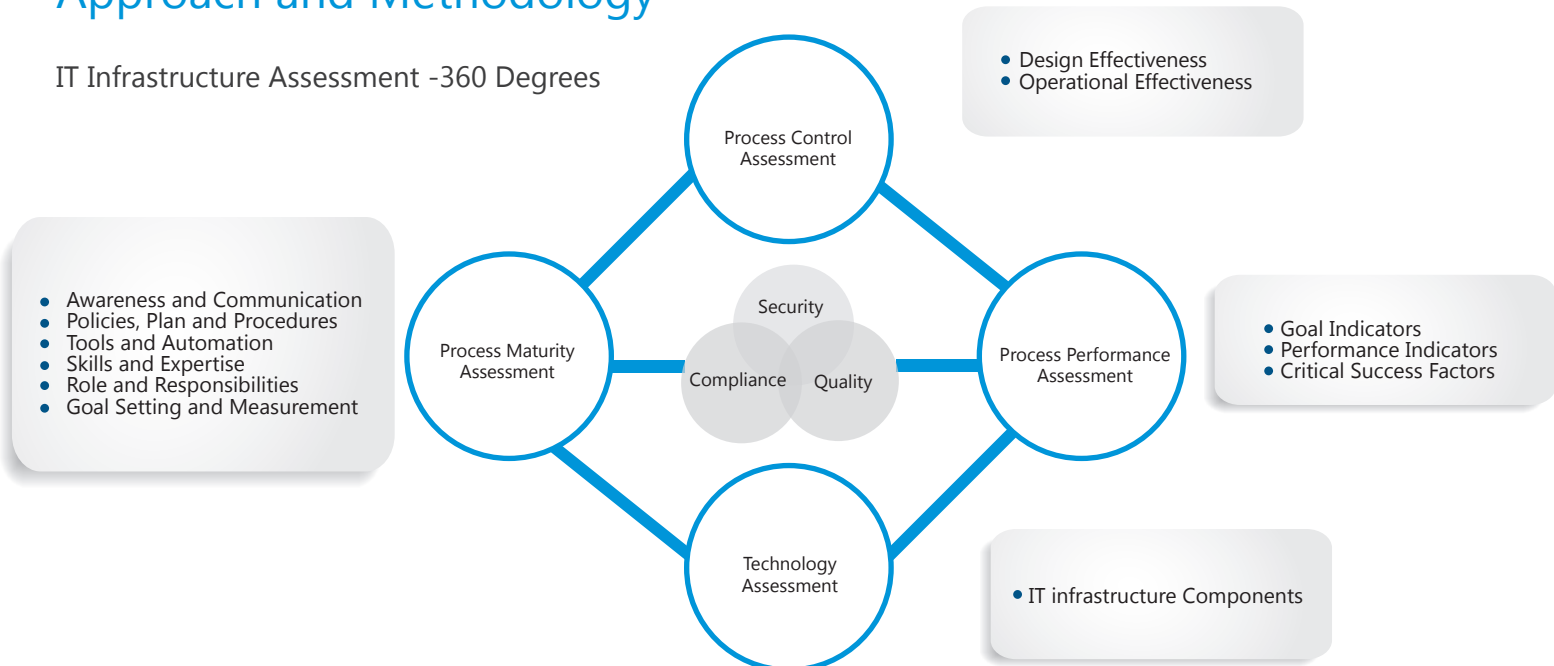 Approach and Methodology
IT Infrastructure Assessment -360 Degrees
Process Control
Assessment
• Design Effectiveness
• Operational Effectiveness
• Awareness and Communication
• Policies, Plan and Procedures
• Tools and Automation
• Skills and Expertise
• Role and Responsibilities
• Goal Setting and Measurement
Process Maturity
Assessment
Security
Compliance
Quality
Process Performance
Assessment
• Goal Indicators
• Performance Indicators
• Critical Success Factors
Technology
Assessment
• IT infrastructure Components